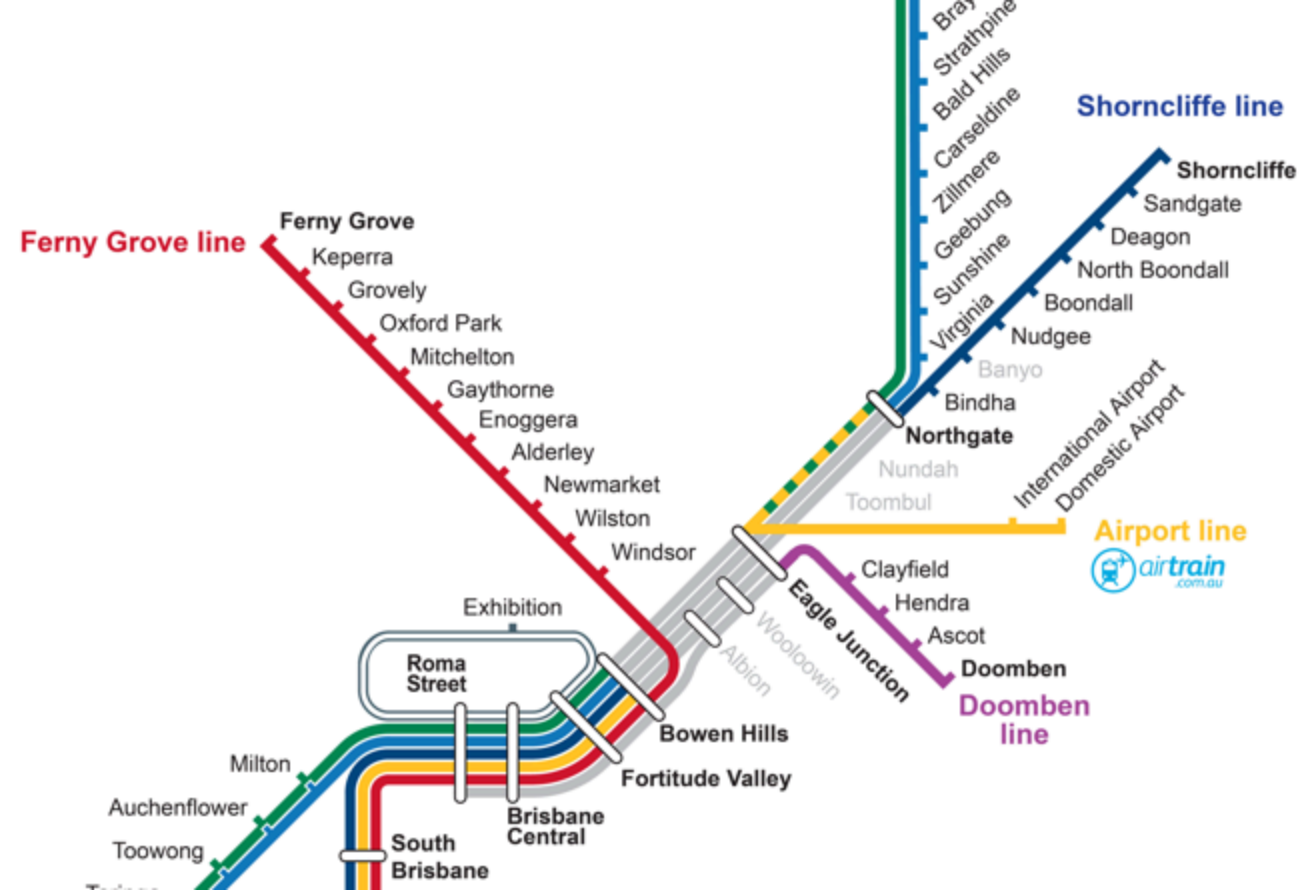 Bray
Strathpine
Bald Hills
Carseldine
Zillmere
Geebung
Sunshine
Virginia
Shorncliffe line
Shorncliffe
Sandgate
Deagon
North Boondall
Boondall
Nudgee
Banyo
Bindha
Northgate
Nundah
Toombul
International Airport
Domestic Airport
Airport line
airtrain
.com.au
Ferny Grove line
Ferny Grove
Keperra
Grovely
Oxford Park
Mitchelton
Gaythorne
Enoggera
Alderley
Newmarket
Wilston
Windsor
Eagle Junction
Wooloowin
Albion
Clayfield
Hendra
Ascot
Doomben
Doomben
line
Exhibition
Roma
Street
Bowen Hills
Fortitude Valley
Brisbane
Central
South
Brisbane
Milton
Auchenflower
Toowong